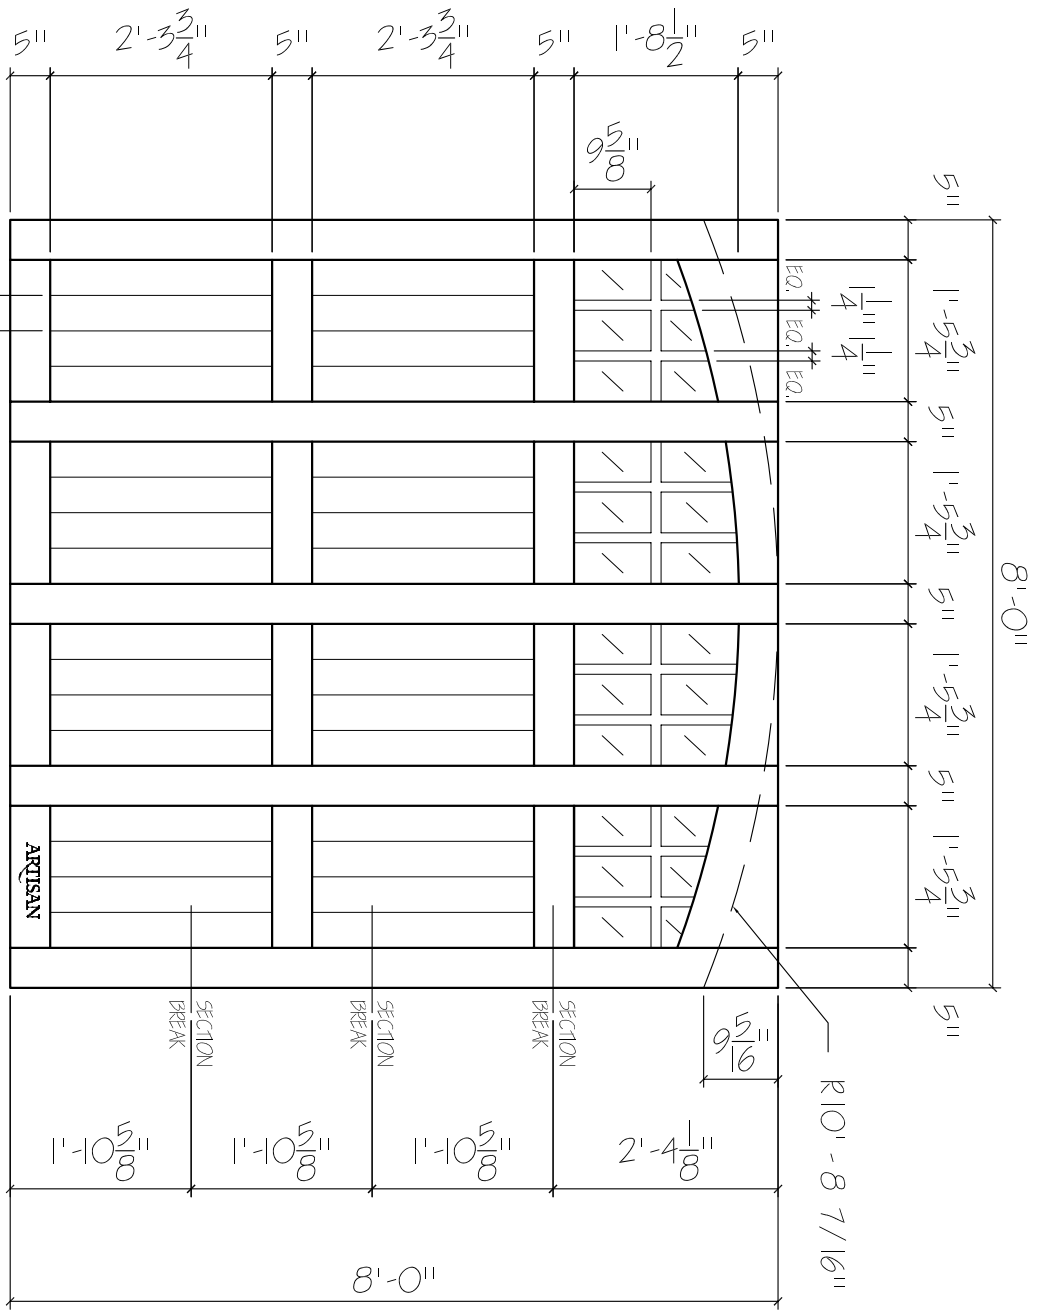 5" 2'-3 3/4" 5" 2'-3 3/4" 5" 1'-8 1/2" 5"
9 5/8"
5"
1'-5 3/4"
5"
1'-5 3/4"
5"
1'-5 3/4"
5"
1'-5 3/4"
5"
8'-0"
1 1/4"
1 1/4"
EQ.
EQ.
EQ.
ARTISAN
SECTION
BREAK
SECTION
BREAK
SECTION
BREAK
9 5/16"
R10'-8 7/16"
1'-10 5/8" 1'-10 5/8" 1'-10 5/8" 2'-4 1/8"
8'-0"